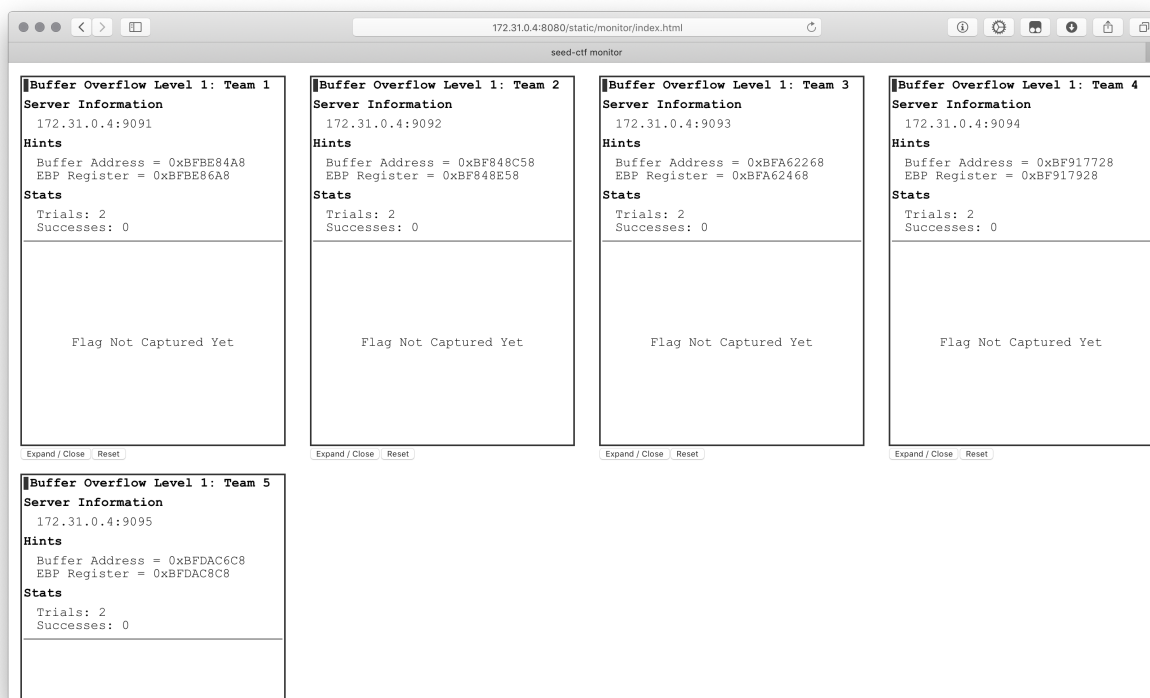 172.31.0.4:8080/static/monitor/index.html
seed-ctf monitor
Buffer Overflow Level 1: Team 1
Server Information
172.31.0.4:9091
Hints
Buffer Address = 0xBFBE84A8
EBP Register = 0xBFBE86A8
Stats
Trials: 2
Successes: 0
Flag Not Captured Yet
Expand / Close Reset
Buffer Overflow Level 1: Team 2
Server Information
172.31.0.4:9092
Hints
Buffer Address = 0xBF848C58
EBP Register = 0xBF848E58
Stats
Trials: 2
Successes: 0
Flag Not Captured Yet
Expand / Close Reset
Buffer Overflow Level 1: Team 3
Server Information
172.31.0.4:9093
Hints
Buffer Address = 0xBFA62268
EBP Register = 0xBFA62468
Stats
Trials: 2
Successes: 0
Flag Not Captured Yet
Expand / Close Reset
Buffer Overflow Level 1: Team 4
Server Information
172.31.0.4:9094
Hints
Buffer Address = 0xBF917728
EBP Register = 0xBF917928
Stats
Trials: 2
Successes: 0
Flag Not Captured Yet
Expand / Close Reset
Buffer Overflow Level 1: Team 5
Server Information
172.31.0.4:9095
Hints
Buffer Address = 0xBFDAC6C8
EBP Register = 0xBFDAC8C8
Stats
Trials: 2
Successes: 0